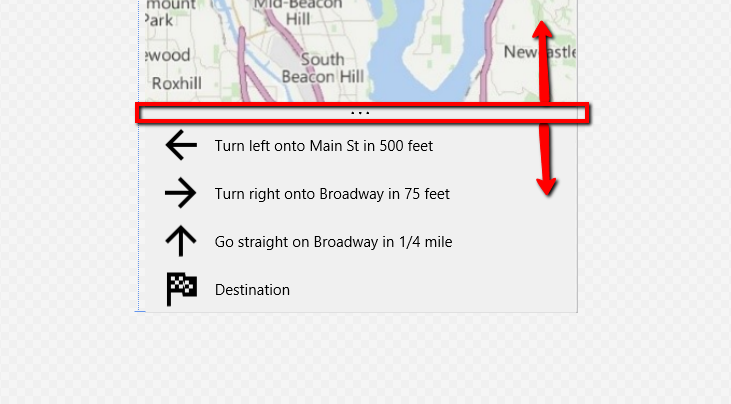 mount
Park
Mid-Beacon
Hill
ewood
South
Beacon Hill
Newcastle
Roxhill
...
Turn left onto Main St in 500 feet
Turn right onto Broadway in 75 feet
Go straight on Broadway in 1/4 mile
Destination